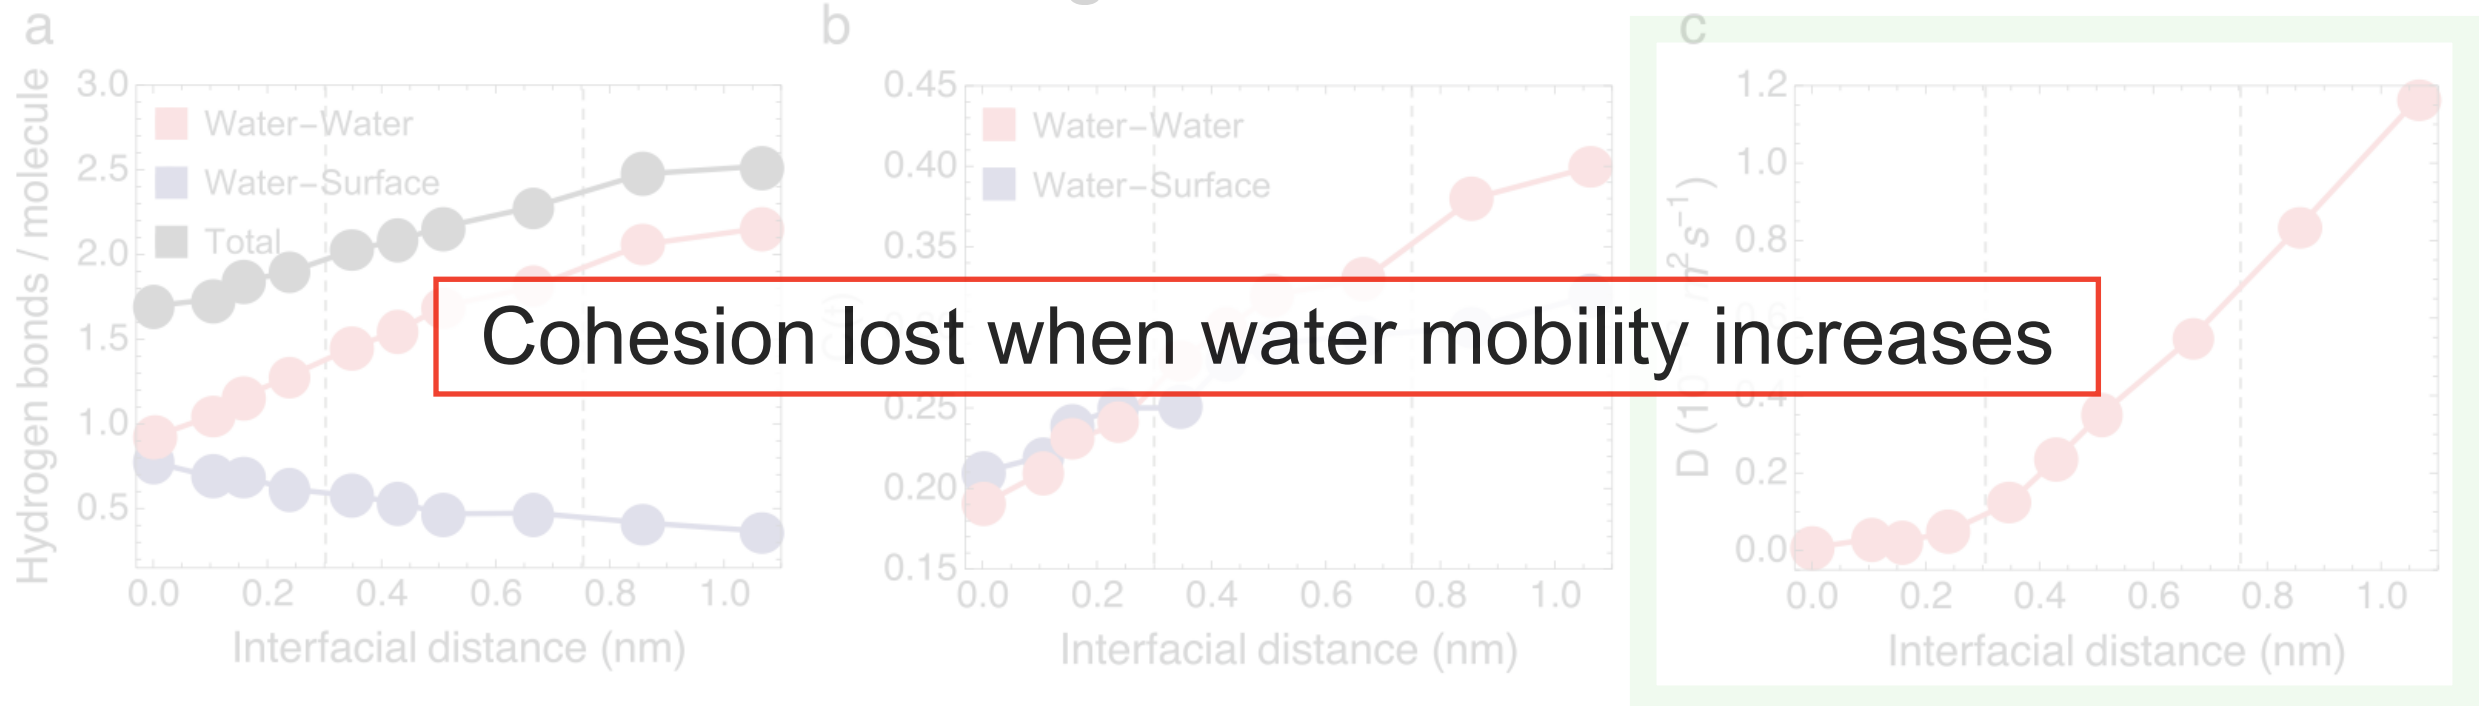 a
Hydrogen bonds / molecule
3.0
2.5
2.0
1.5
1.0
0.5
Water–Water
Water–Surface
Total
0.0 0.2 0.4 0.6 0.8 1.0
Interfacial distance (nm)
b
0.45
0.40
0.35
0.25
0.20
0.15
Water–Water
Water–Surface
0.0 0.2 0.4 0.6 0.8 1.0
Interfacial distance (nm)
c
1.2
1.0
0.8
0.4
0.2
0.0
0.0 0.2 0.4 0.6 0.8 1.0
Interfacial distance (nm)
Cohesion lost when water mobility increases